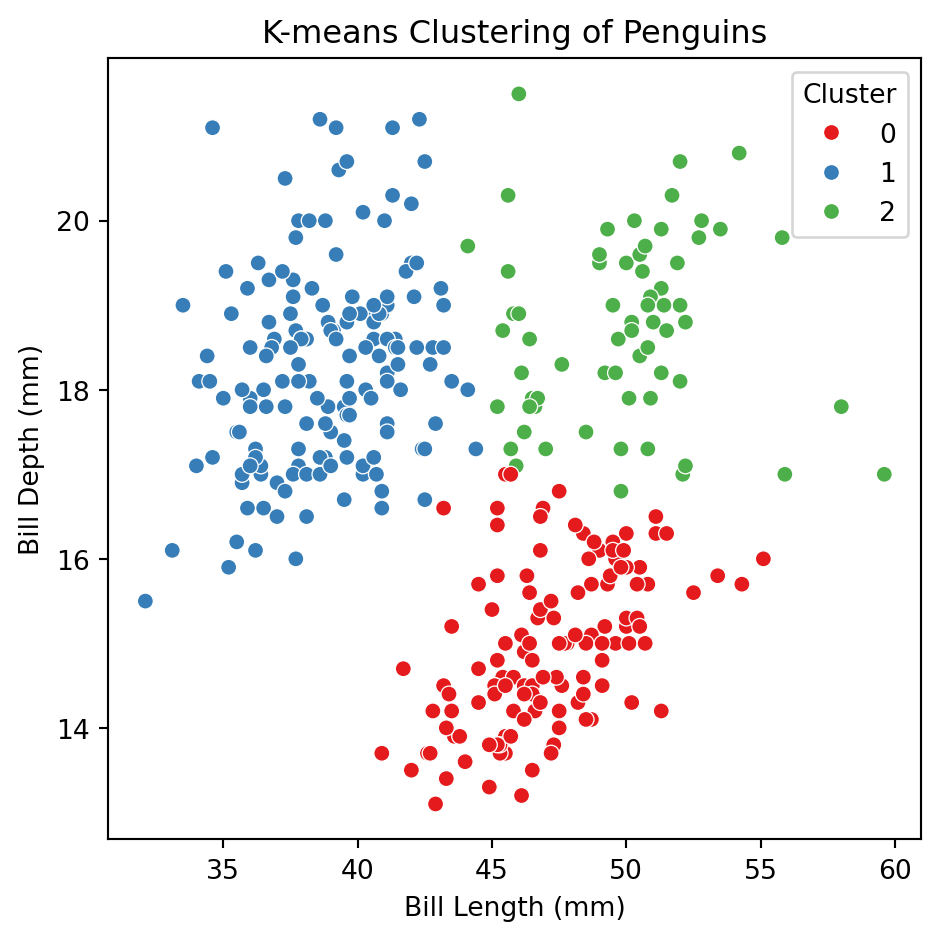 K-means Clustering of Penguins
Cluster
0
1
2
Bill Depth (mm)
20
18
16
14
35 40 45 50 55 60
Bill Length (mm)